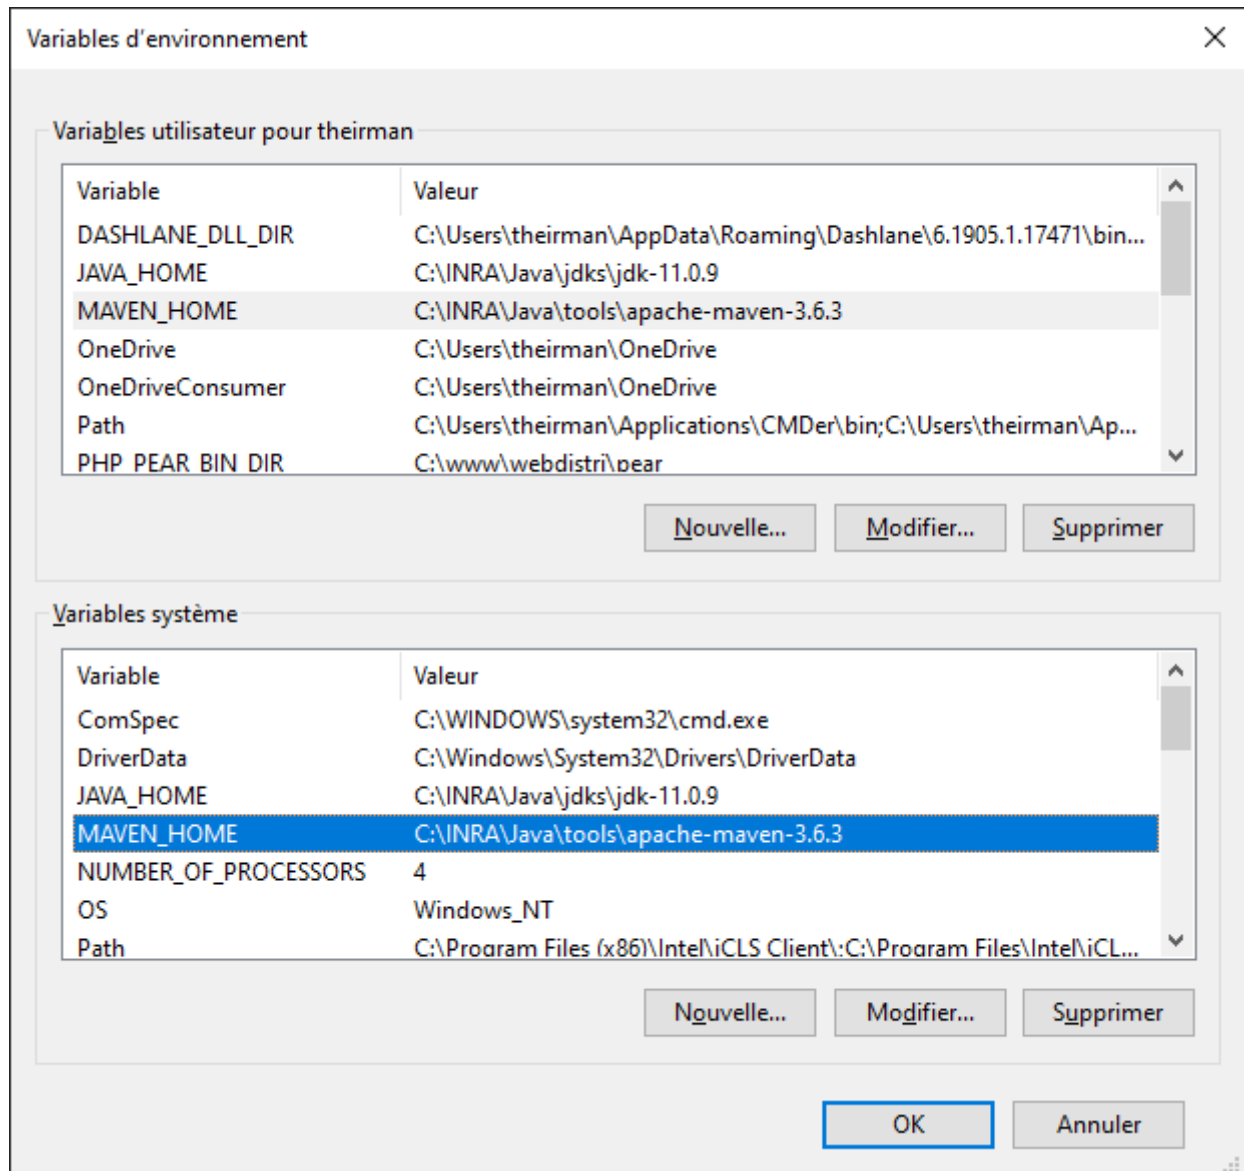 Variables d'environnement
Variables utilisateur pour theirman
Variable Valeur
DASHLANE_DLL_DIR C:\Users\theirman\AppData\Roaming\Dashlane\6.1905.1.17471\bin...
JAVA_HOME C:\INRA\Java\jdks\jdk-11.0.9
MAVEN_HOME C:\INRA\Java\tools\apache-maven-3.6.3
OneDrive C:\Users\theirman\OneDrive
OneDriveConsumer C:\Users\theirman\OneDrive
Path C:\Users\theirman\Applications\CMDer\bin;C:\Users\theirman\Ap...
PHP_PEAR_BIN_DIR C:\www\webdistri\pear
Nouvelle... Modifier... Supprimer
Variables système
Variable Valeur
ComSpec C:\WINDOWS\system32\cmd.exe
DriverData C:\Windows\System32\Drivers\DriverData
JAVA_HOME C:\INRA\Java\jdks\jdk-11.0.9
MAVEN_HOME C:\INRA\Java\tools\apache-maven-3.6.3
NUMBER_OF_PROCESSORS 4
OS Windows_NT
Path C:\Program Files (x86)\Intel\iCLS Client\;C:\Program Files\Intel\iCL...
Nouvelle... Modifier... Supprimer
OK Annuler